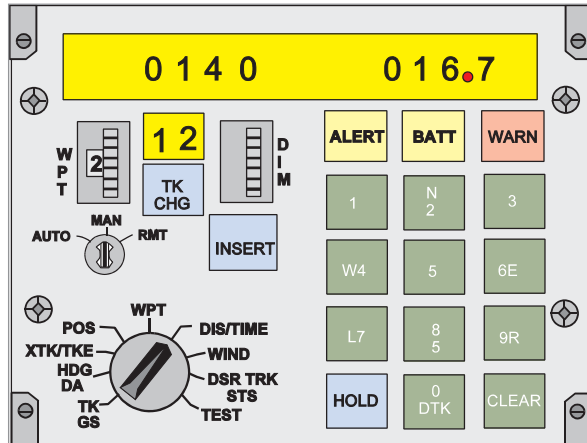 0140 016.7
WPT
2
12
DIM
TK
CHG
ALERT
BATT
WARN
MAN
AUTO
RMT
INSERT
1
N
2
3
W4
5
6E
L7
8
5
9R
HOLD
0
DTK
CLEAR
WPT
POS
DIS/TIME
XTK/TKE
WIND
HDG
DA
DSR TRK
STS
TK
GS
TEST